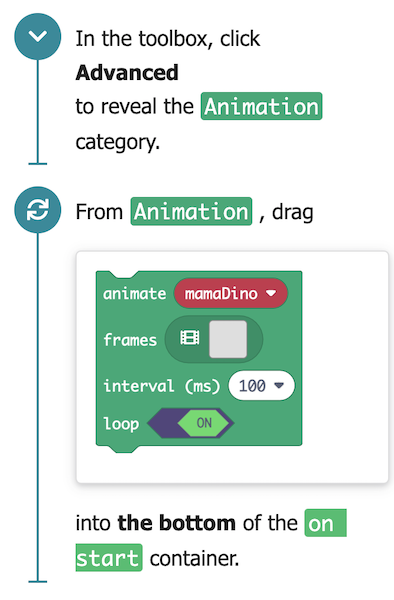 In the toolbox, click
Advanced
to reveal the Animation
category.
From Animation , drag
animate mamaDino
frames
interval (ms) 100
loop ON
into the bottom of the on
start container.